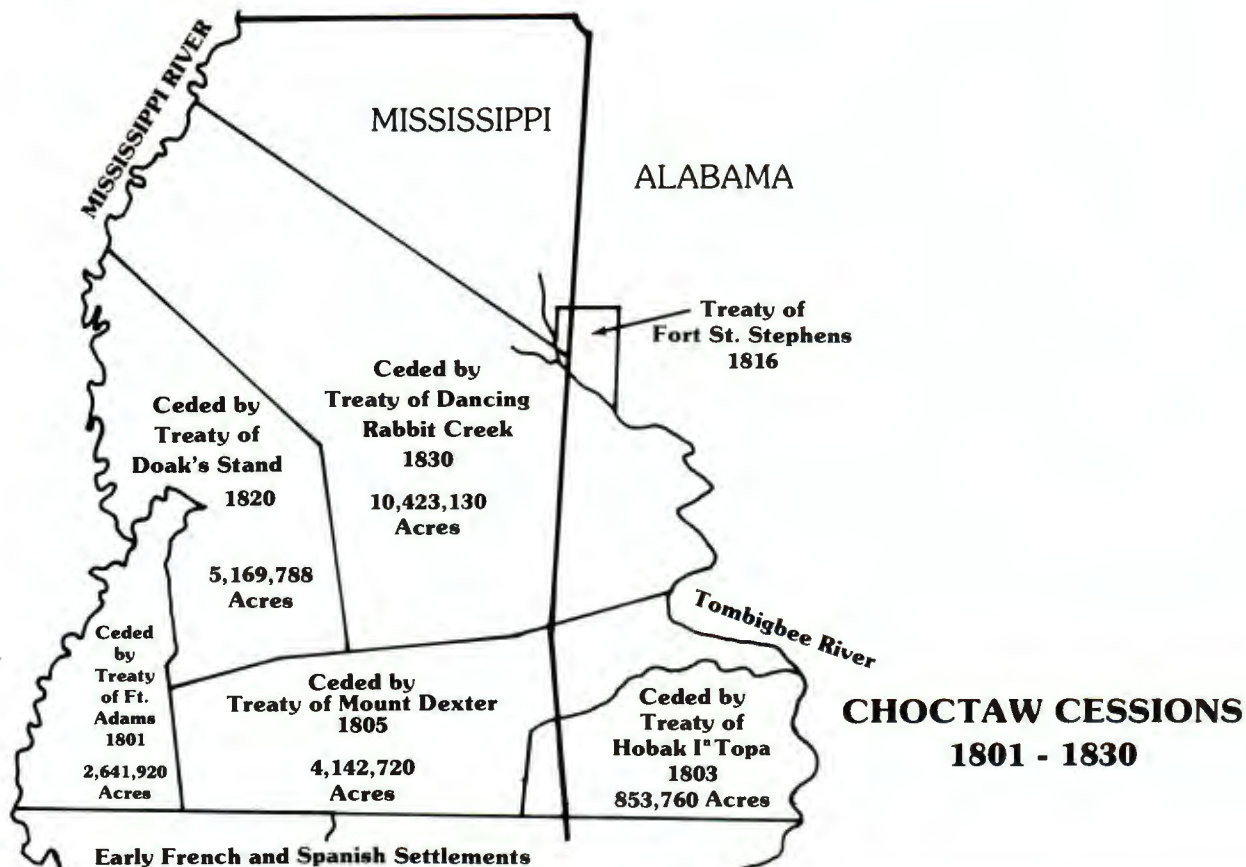 MISSISSIPPI RIVER
MISSISSIPPI
ALABAMA
Treaty of
Fort St. Stephens
1816
Ceded by
Treaty of Dancing
Rabbit Creek
1830
10,423,130
Acres
Ceded by
Treaty of
Doak's Stand
1820
5,169,788
Acres
Tombigbee River
Ceded
by
Treaty
of Ft.
Adams
1801
2,641,920
Acres
Ceded by
Treaty of Mount Dexter
1805
4,142,720
Acres
Ceded by
Treaty of
Hobak Iⁿ Topa
1803
853,760 Acres
CHOCTAW CESSIONS
1801 - 1830
Early French and Spanish Settlements